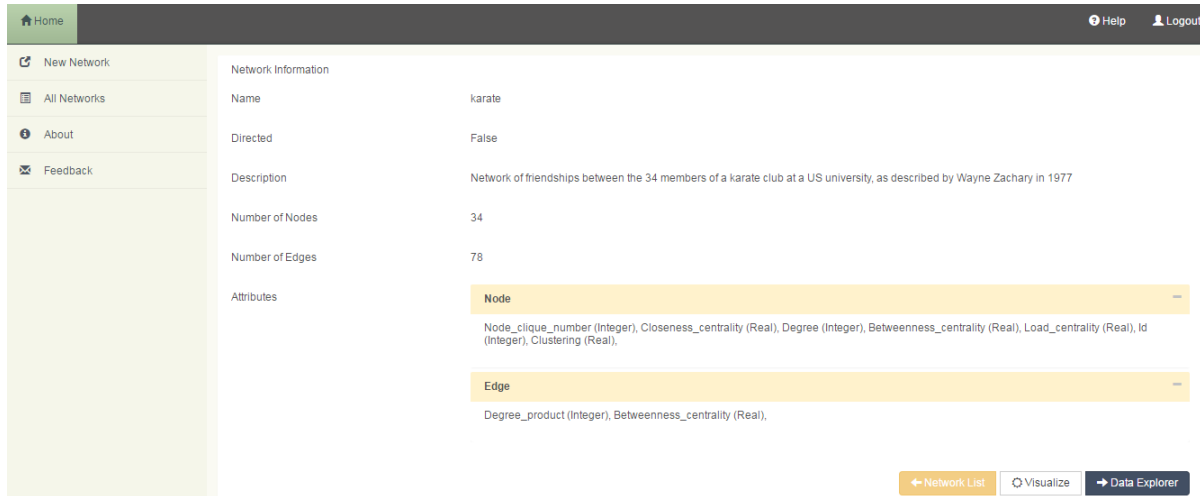 Home
Help
Logout
New Network
All Networks
About
Feedback
Network Information
Name
karate
Directed
False
Description
Network of friendships between the 34 members of a karate club at a US university, as described by Wayne Zachary in 1977
Number of Nodes
34
Number of Edges
78
Attributes
Node
Node_clique_number (Integer), Closeness_centrality (Real), Degree (Integer), Betweenness_centrality (Real), Load_centrality (Real), Id
(Integer), Clustering (Real),
Edge
Degree_product (Integer), Betweenness_centrality (Real),
Network List
Visualize
Data Explorer